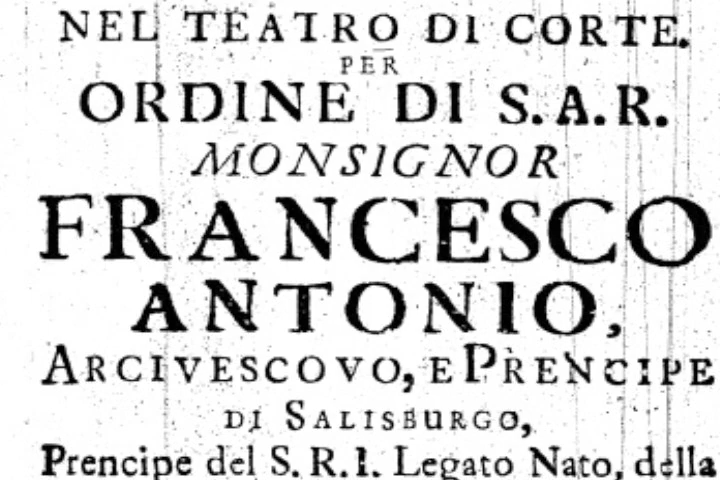 NEL TEATRO DI CORTE.
PER
ORDINE DI S.A.R.
MONSIGNOR
FRANCESCO
ANTONIO,
ARCIVESCOVO, E PRENCIPE
DI SALISBURGO,
Prencipe del S.R.I. Legato Nato, della